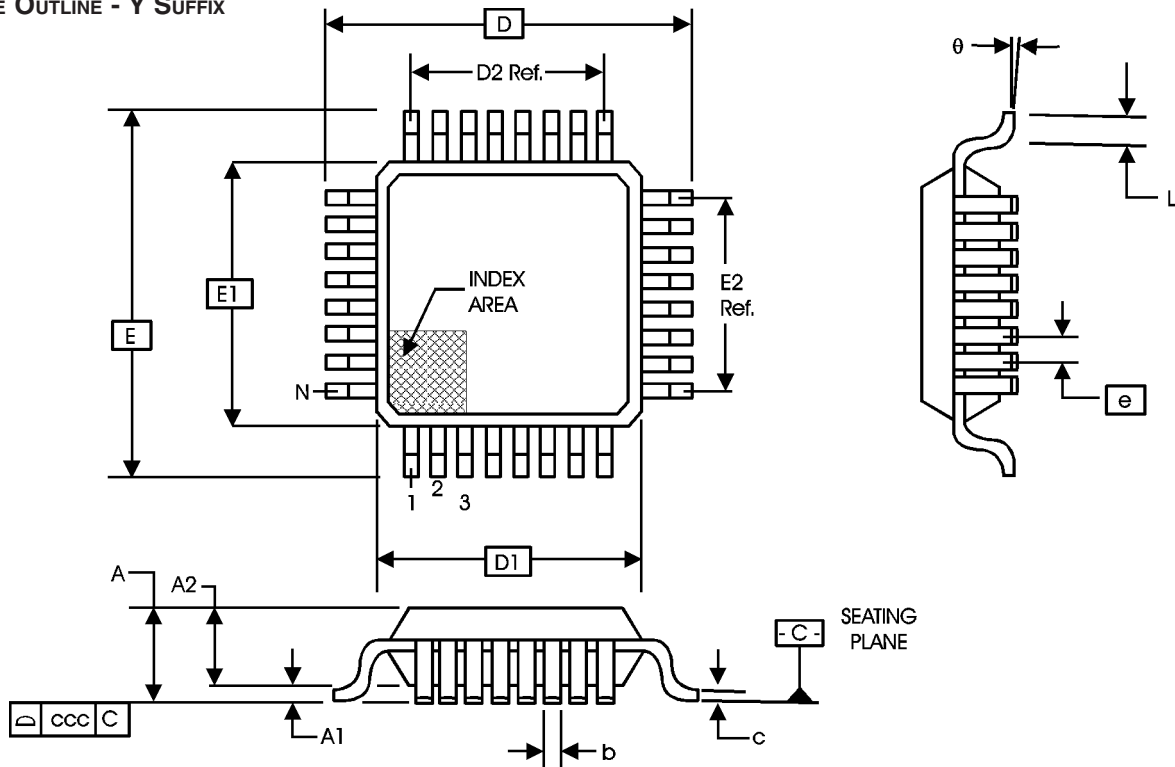 E OUTLINE - Y SUFFIX
D
D2 Ref.
θ
L
E
E1
INDEX
AREA
E2
Ref.
N
e
1
2
3
D1
A
A2
SEATING
PLANE
- C -
ccc C
A1
b
c